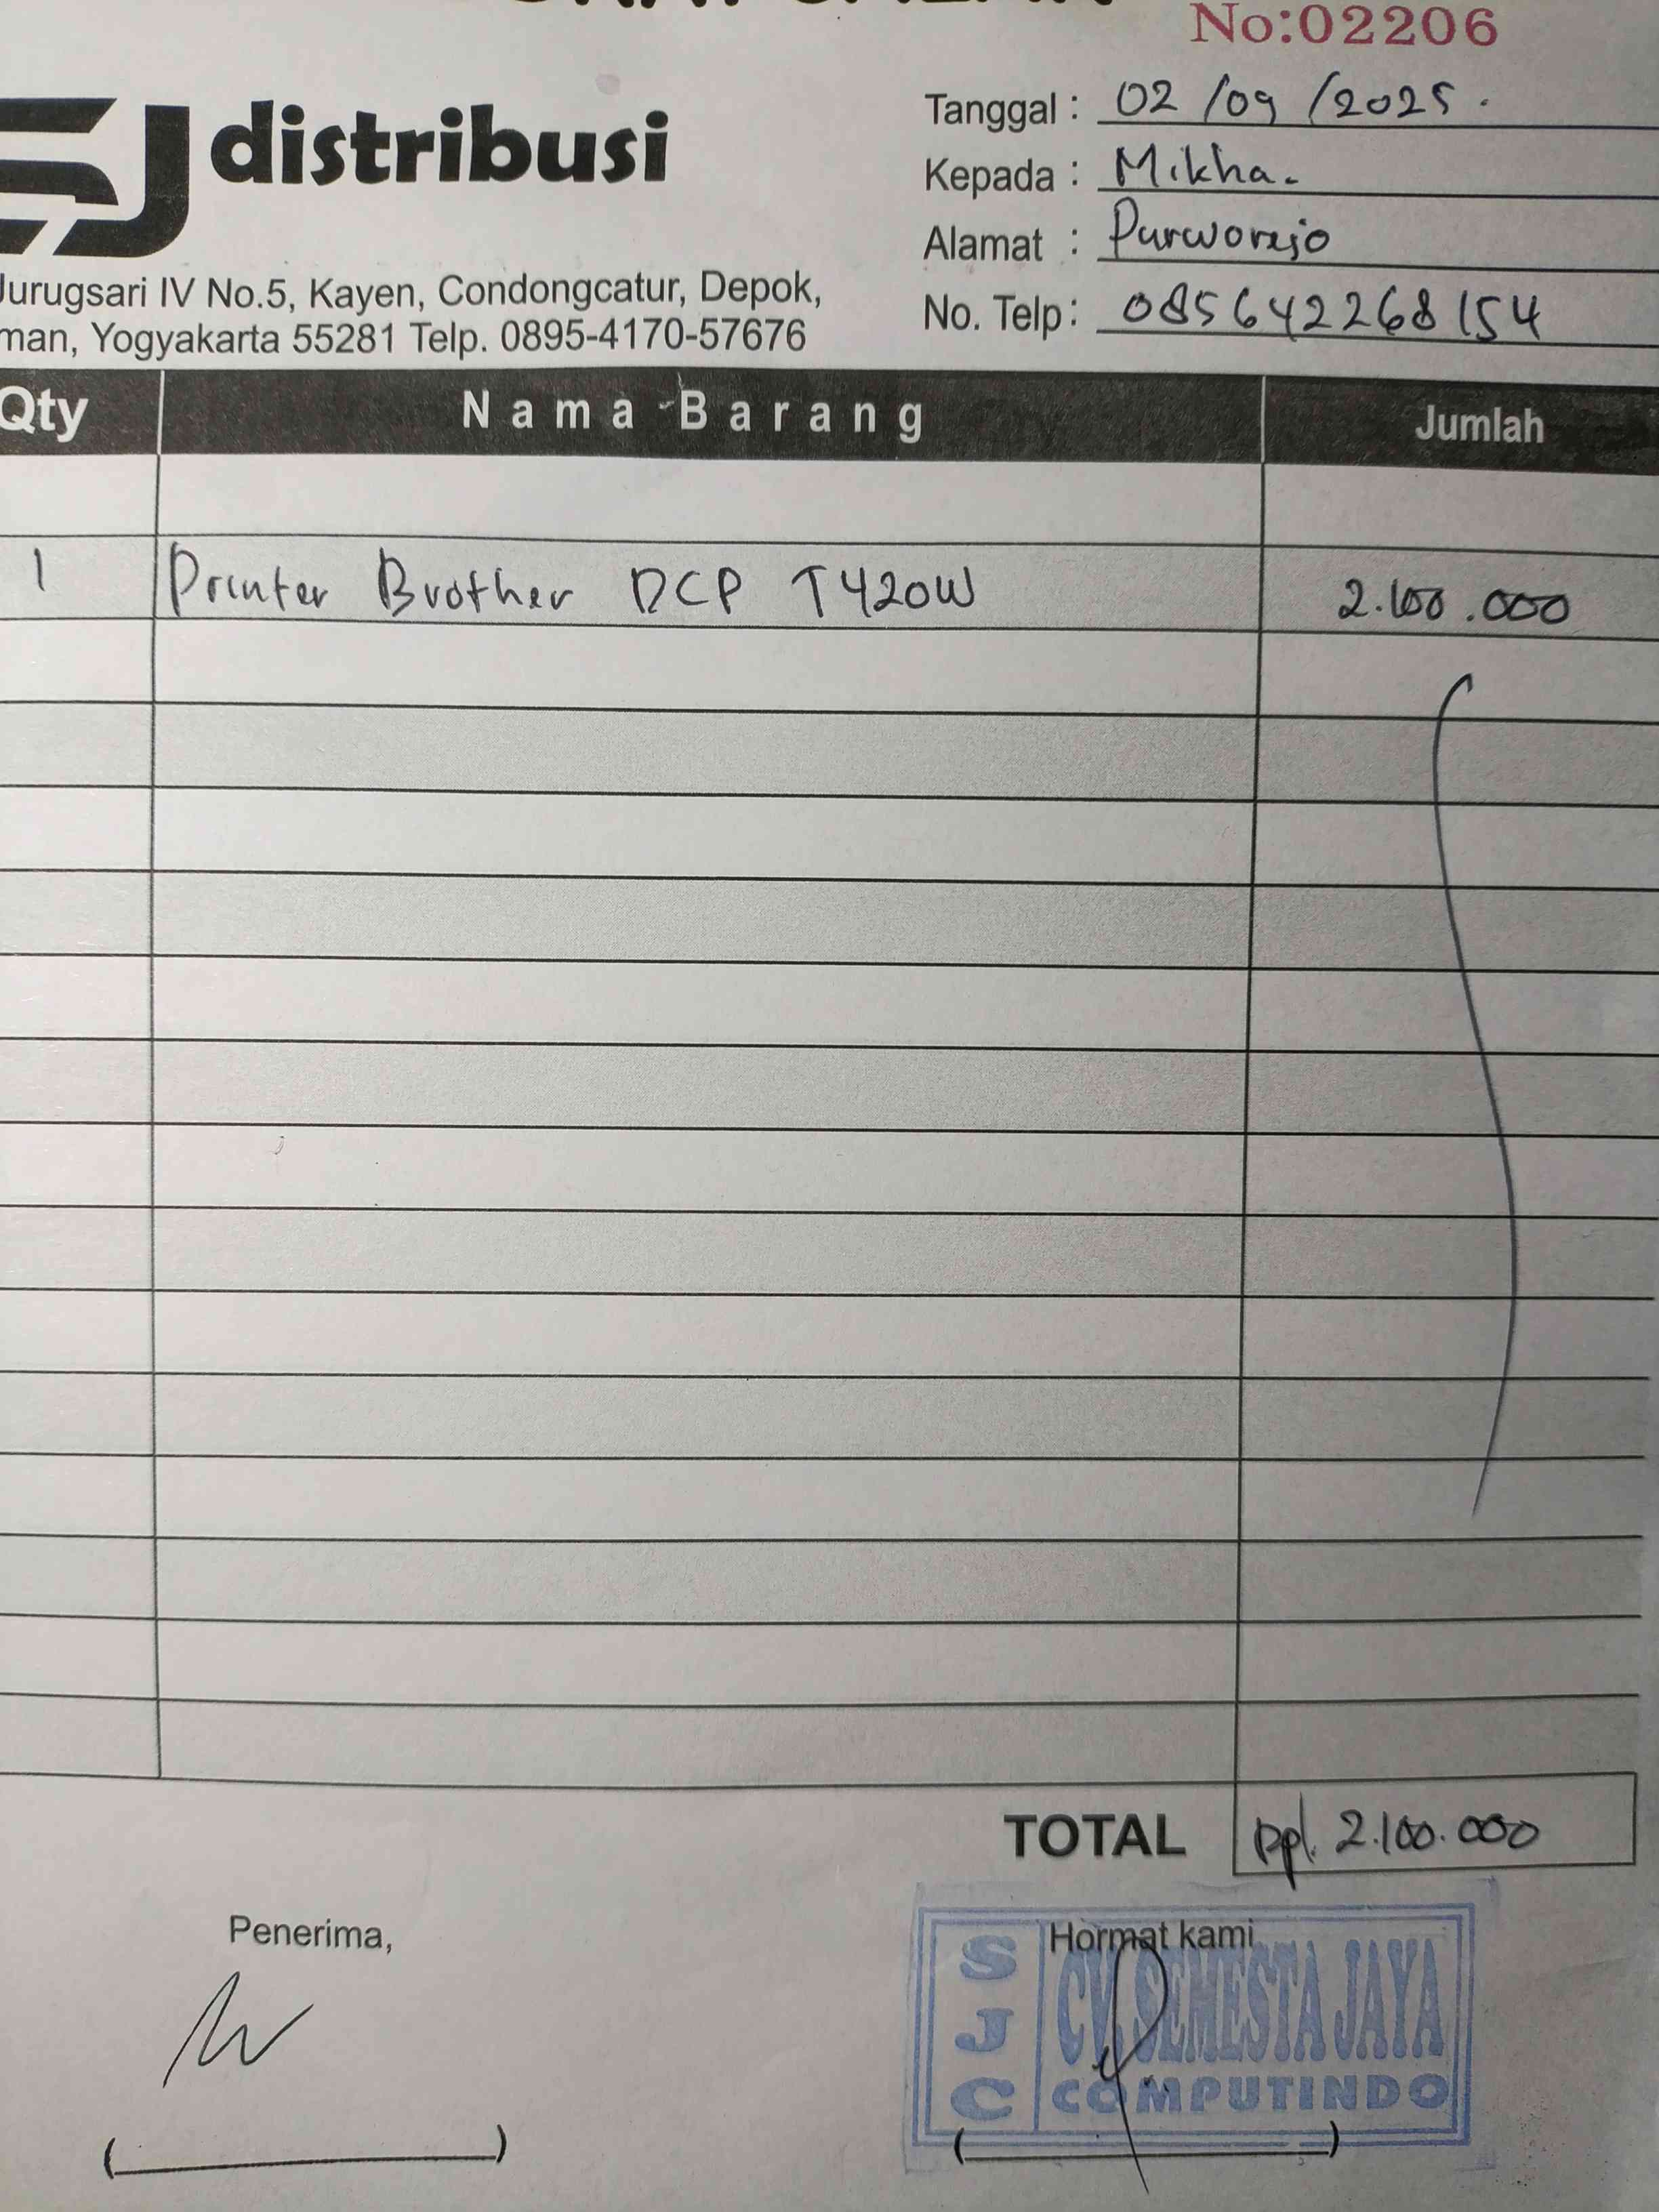 No:02206
SJ distribusi
Tanggal : 02/09/2025.
Kepada : Mikha.
Alamat : Purworejo
No. Telp: 085642268154
Jurugsari IV No.5, Kayen, Condongcatur, Depok,
man, Yogyakarta 55281 Telp. 0895-4170-57676
Qty Nama Barang Jumlah
1 Printer Brother DCP T420W 2.100.000
TOTAL Rp. 2.100.000
Penerima, Hormat kami
SJC CV. SEMESTA JAYA
COMPUTINDO